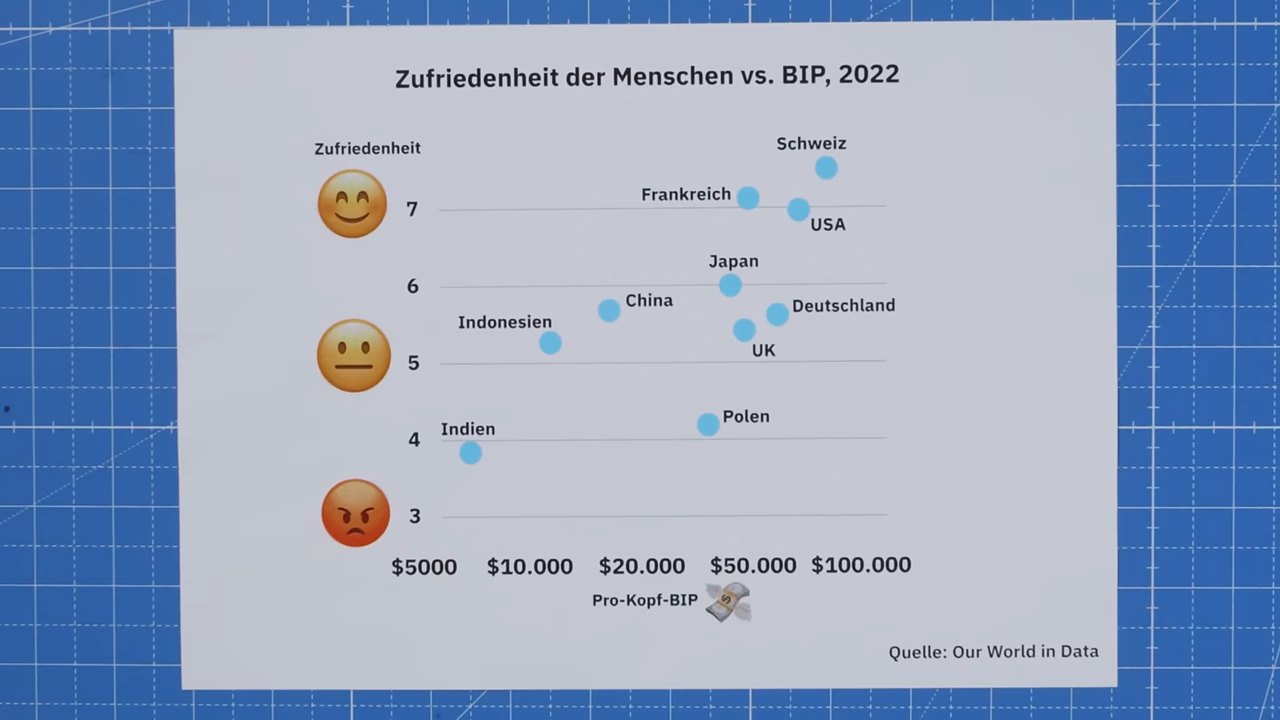 Zufriedenheit der Menschen vs. BIP, 2022
Zufriedenheit
Schweiz
Frankreich
7
USA
Japan
6
China
Deutschland
Indonesien
UK
5
Polen
Indien
4
3
$5000 $10.000 $20.000 $50.000 $100.000
Pro-Kopf-BIP
$
Quelle: Our World in Data